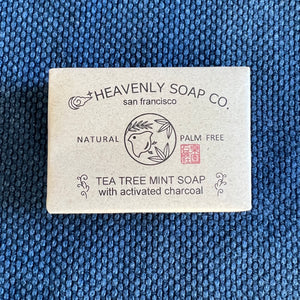 HEAVENLY SOAP CO.
san francisco
NATURAL PALM FREE
TEA TREE MINT SOAP
with activated charcoal